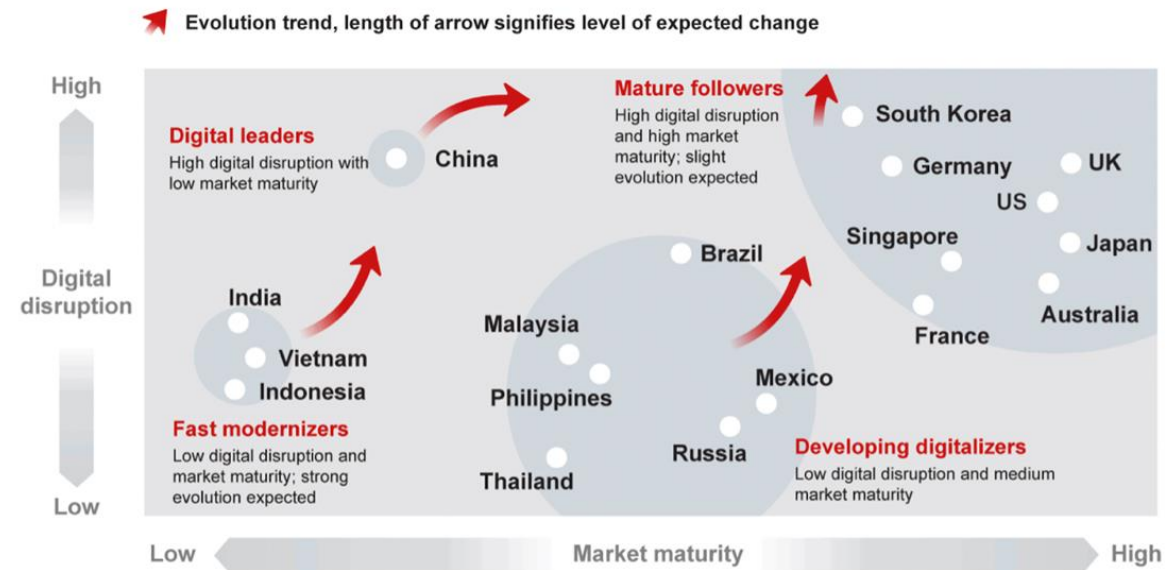 Evolution trend, length of arrow signifies level of expected change
High
Digital
disruption
Low
Digital leaders
High digital disruption with
low market maturity
China
Mature followers
High digital disruption
and high market
maturity; slight
evolution expected
South Korea
Germany
UK
US
Singapore
Japan
Australia
France
Brazil
India
Vietnam
Indonesia
Fast modernizers
Low digital disruption and
market maturity; strong
evolution expected
Malaysia
Philippines
Thailand
Mexico
Russia
Developing digitalizers
Low digital disruption and medium
market maturity
Low
Market maturity
High